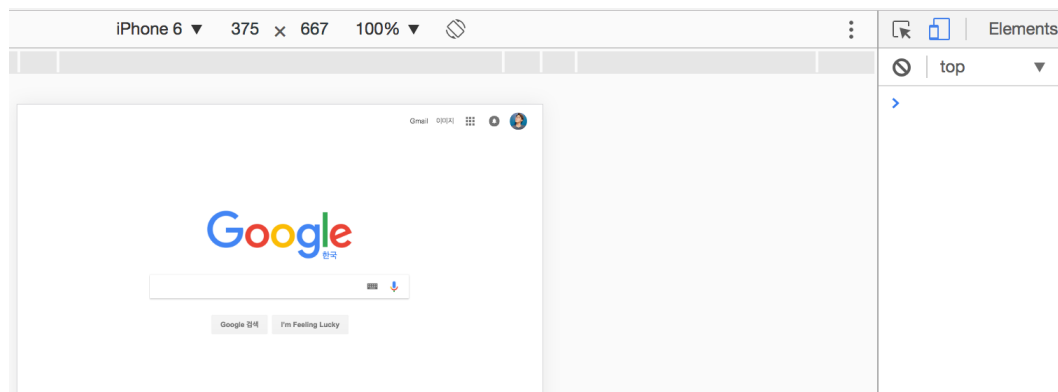 iPhone 6 ▼ 375 × 667 100% ▼
Elements
top ▼
Gmail 이미지
Google
한국
Google 검색 I'm Feeling Lucky